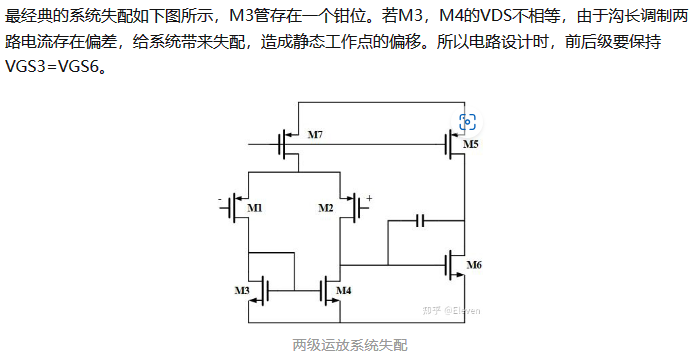 最经典的系统失配如下图所示，M3管存在一个钳位。若M3，M4的VDS不相等，由于沟长调制两
路电流存在偏差，给系统带来失配，造成静态工作点的偏移。所以电路设计时，前后级要保持
VGS3=VGS6。
M7
M5
- M1
M2 +
M6
M3
M4
知乎 @Eleven
两级运放系统失配